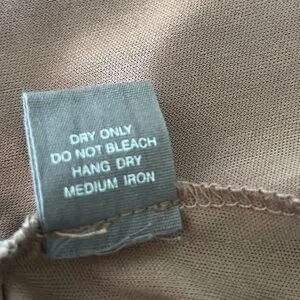 DRY ONLY
DO NOT BLEACH
HANG DRY
MEDIUM IRON